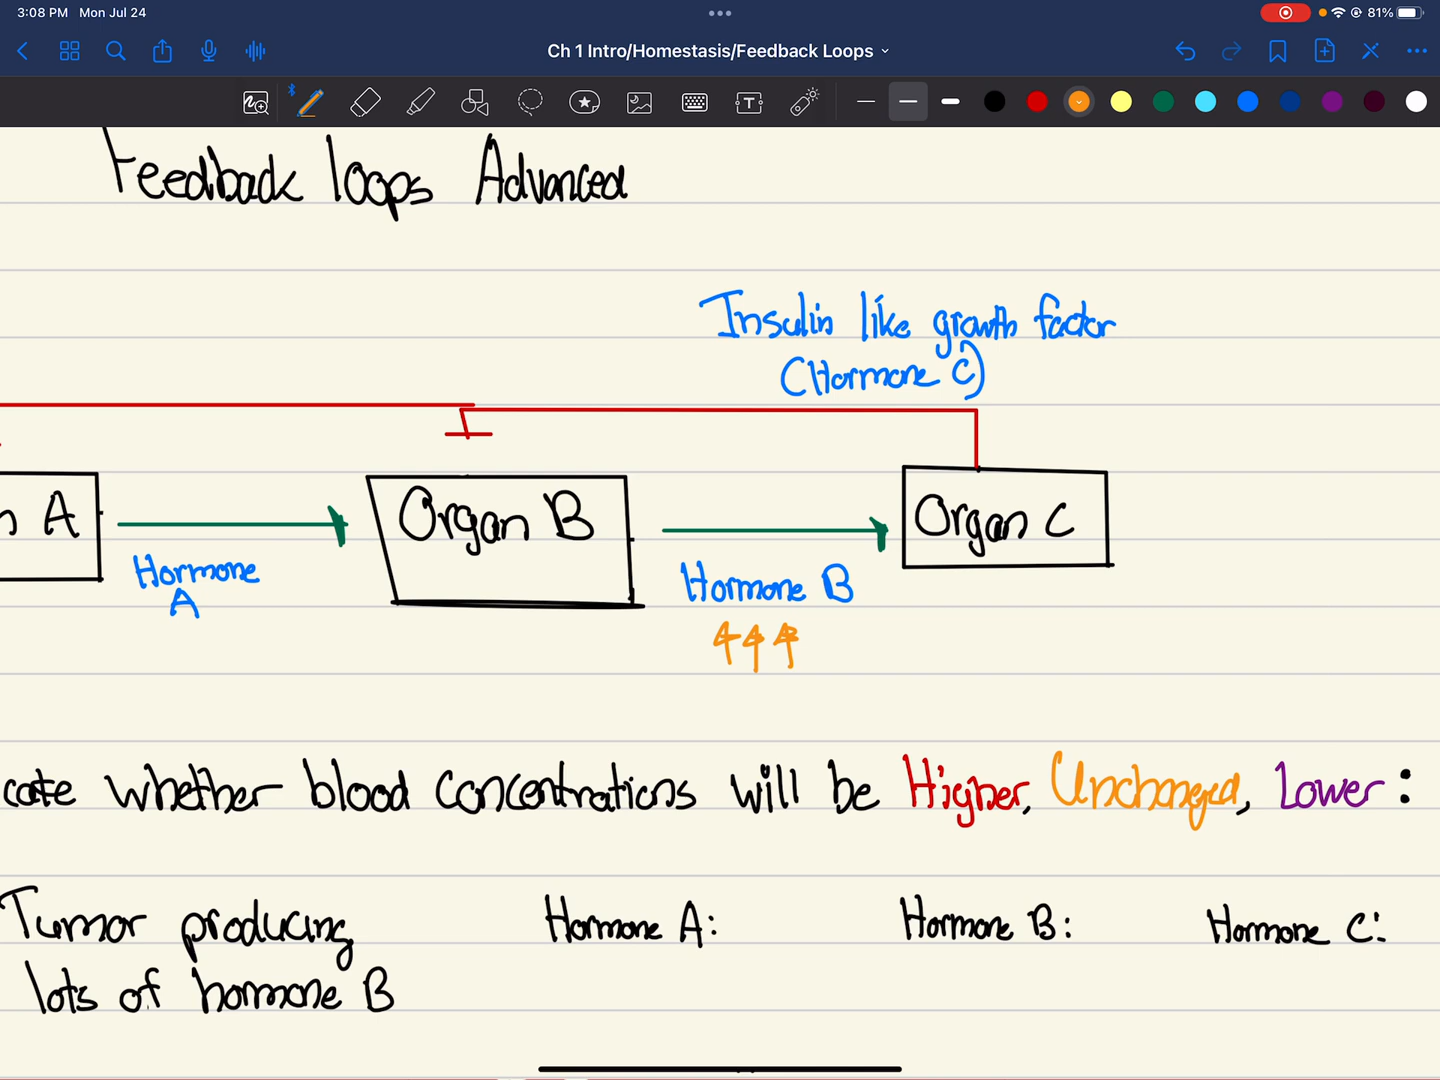 3:08 PM Mon Jul 24
81%
Ch 1 Intro/Homestasis/Feedback Loops
T
Feedback loops Advanced
Insulin like growth factor
(Hormone C)
n A
Organ B
Organ C
Hormone
A
Hormone B
cate whether blood concentrations will be Higher, Unchanged, Lower:
Tumor producing
lots of hormone B
Hormone A:
Hormone B:
Hormone C: